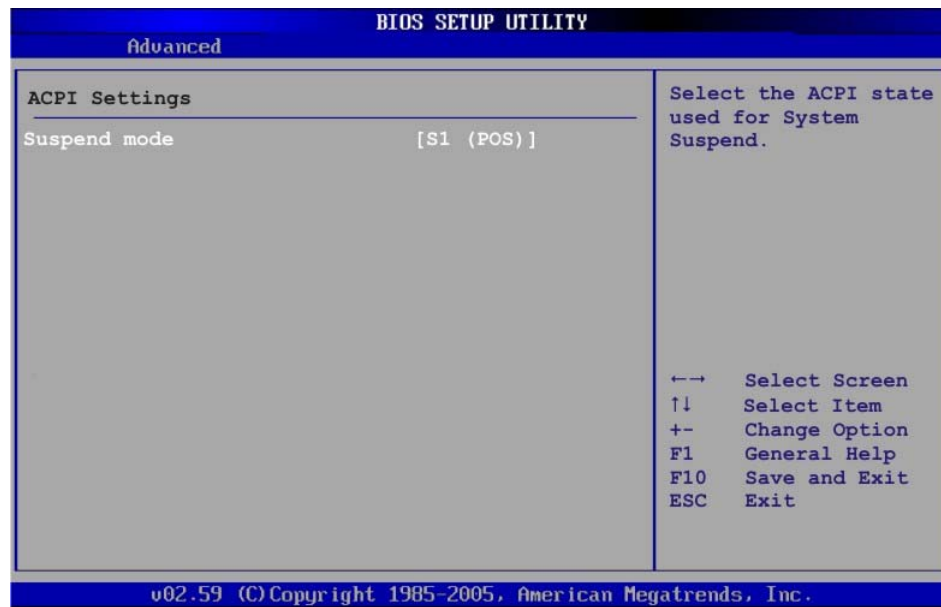 BIOS SETUP UTILITY
Advanced
ACPI Settings
Suspend mode [S1 (POS)]
Select the ACPI state
used for System
Suspend.
←→ Select Screen
↑↓ Select Item
+- Change Option
F1 General Help
F10 Save and Exit
ESC Exit
v02.59 (C)Copyright 1985-2005, American Megatrends, Inc.